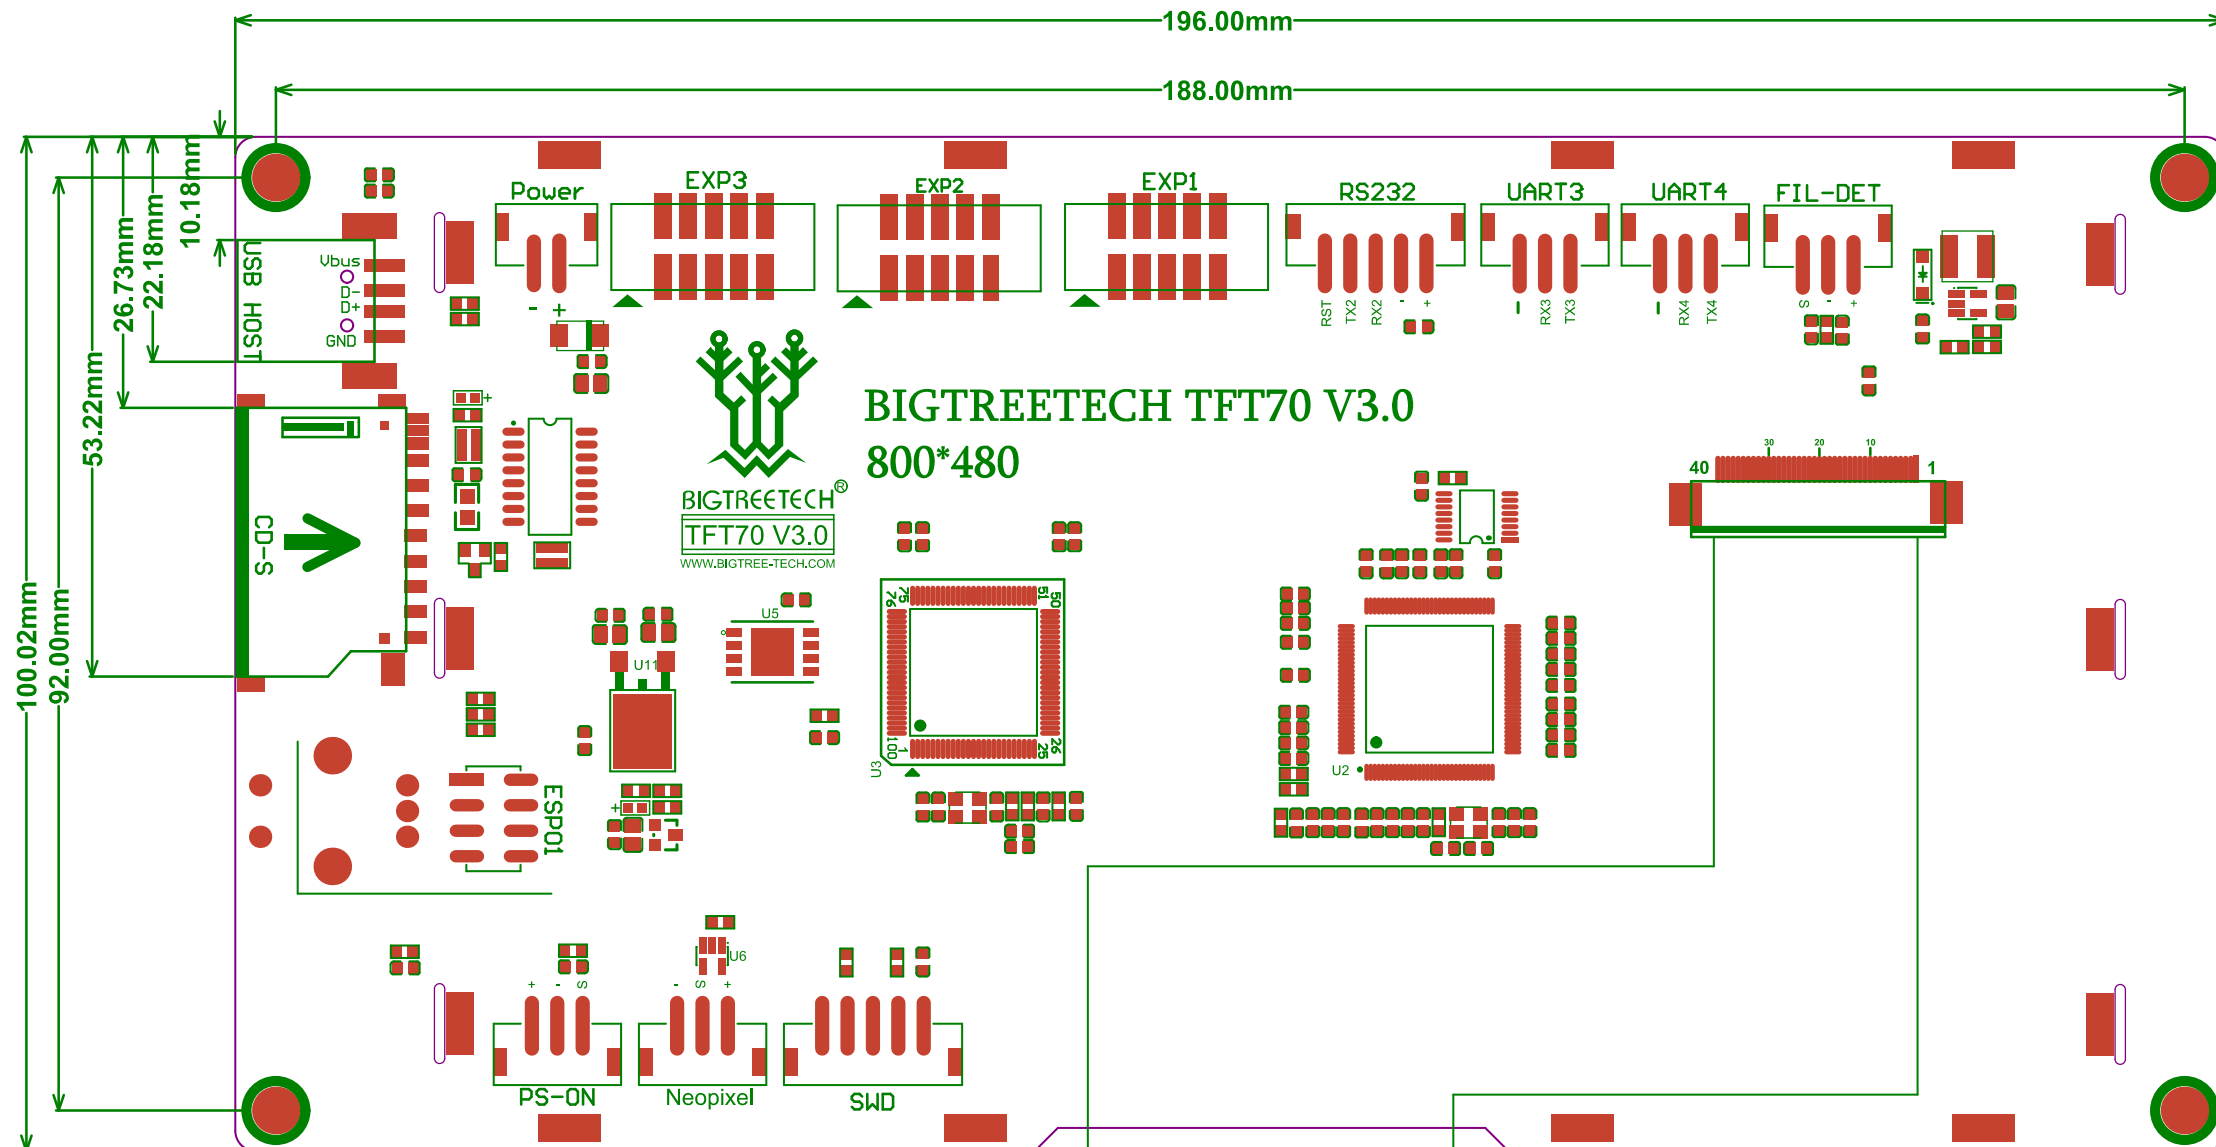 196.00mm
188.00mm
10.18mm
22.18mm
26.73mm
53.22mm
92.00mm
100.02mm
Power
EXP3
EXP2
EXP1
RS232
UART3
UART4
FIL-DET
- +
RST TX2 RX2 - +
- RX3 TX3
- RX4 TX4
S - +
USB HOST
Vbus
D-
D+
GND
BIGTREETECH TFT70 V3.0
800*480
BIGTREETECH®
TFT70 V3.0
WWW.BIGTREE-TECH.COM
40 30 20 10 1
CD-S
+
U5
U11
76 75 51 50
100 1 25 26
U3
U2
+
ESP01
U6
+ - S
- S +
PS-ON
Neopixel
SWD